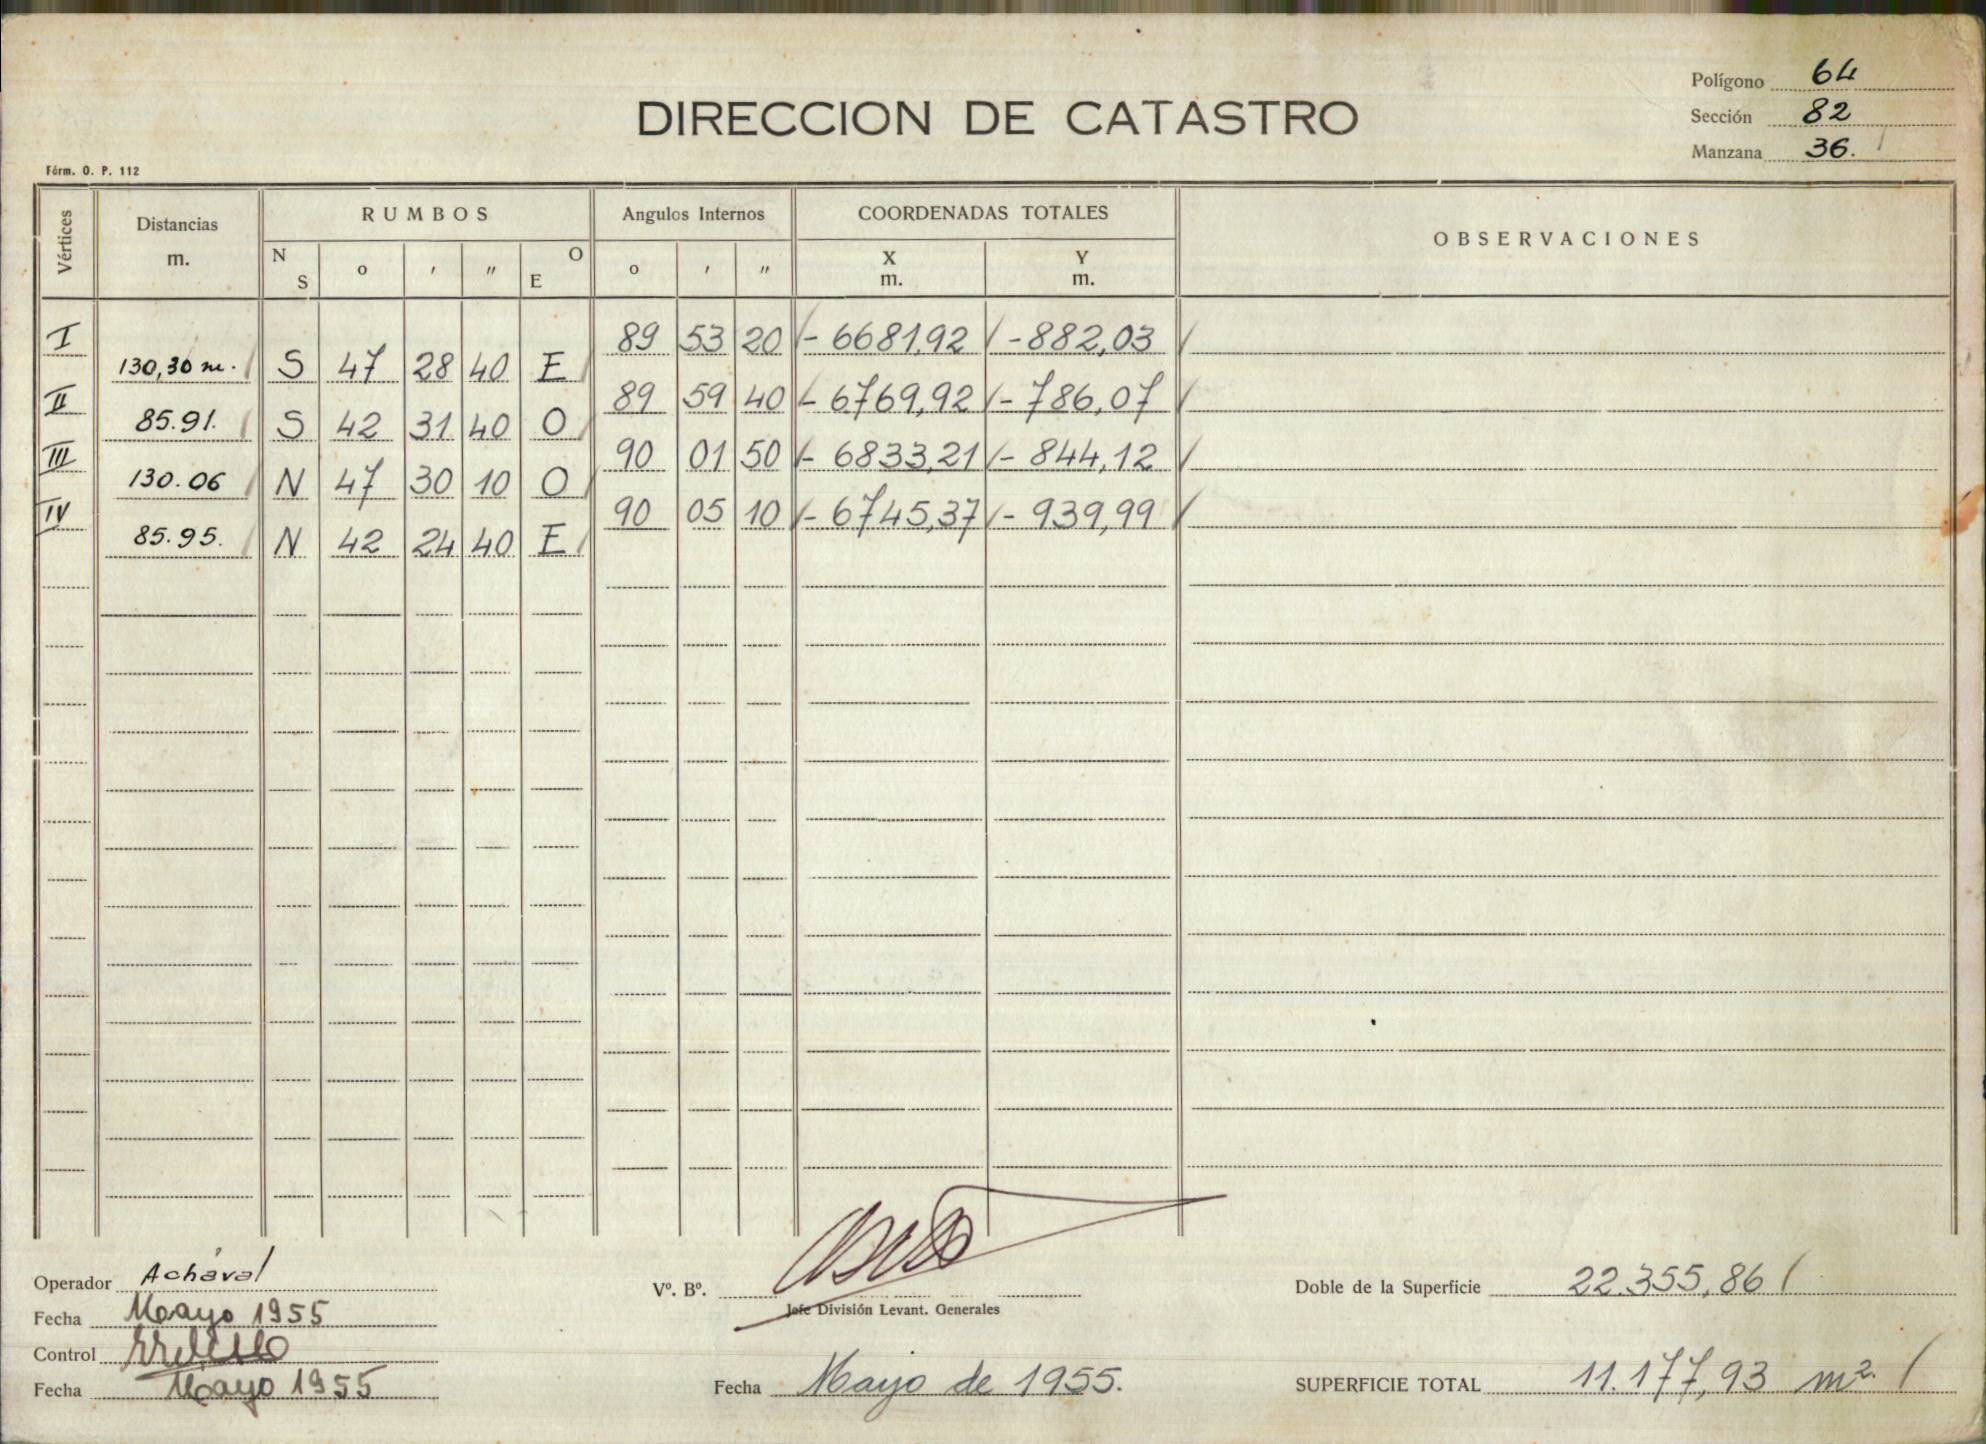 Polígono 64
DIRECCION DE CATASTRO
Sección 82
Manzana 36.
Fórm. O. P. 112
Vértices Distancias m. RUMBOS Angulos Internos COORDENADAS TOTALES OBSERVACIONES
N S o ′ ″ O E o ′ ″ X m. Y m.
I 89 53 20 - 6681,92 - 882,03
130,30 m. S 47 28 40 E
II 89 59 40 - 6769,92 - 786,07
85.91. S 42 31 40 O
III 90 01 50 - 6833,21 - 844,12
130.06 N 47 30 10 O
IV 90 05 10 - 6745,37 - 939,99
85.95. N 42 24 40 E
Operador Achával
Fecha Mayo 1955
Control
Fecha Mayo 1955
Vº. Bº.
Jefe División Levant. Generales
Fecha Mayo de 1955.
Doble de la Superficie 22.355,86
SUPERFICIE TOTAL 11.177,93 m².